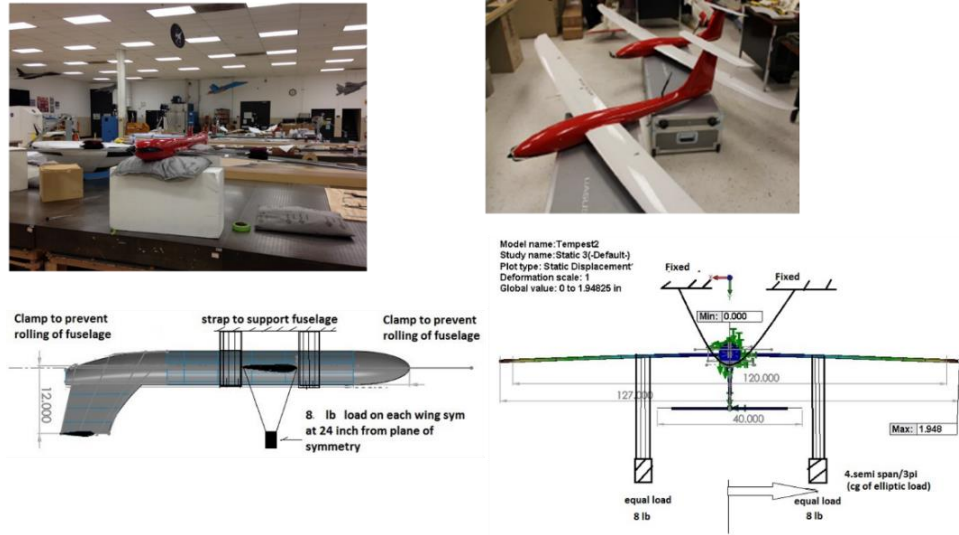 Model name:Tempest2
Study name:Static 3(-Default-)
Plot type: Static Displacement
Deformation scale: 1
Global value: 0 to 1.94825 in
Fixed
Fixed
Min: 0.000
120.000
127.000
40.000
Max: 1.948
4.semi span/3pi
(cg of elliptic load)
equal load
8 lb
equal load
8 lb
Clamp to prevent
rolling of fuselage
strap to support fuselage
Clamp to prevent
rolling of fuselage
12.000
8 lb load on each wing sym
at 24 inch from plane of
symmetry